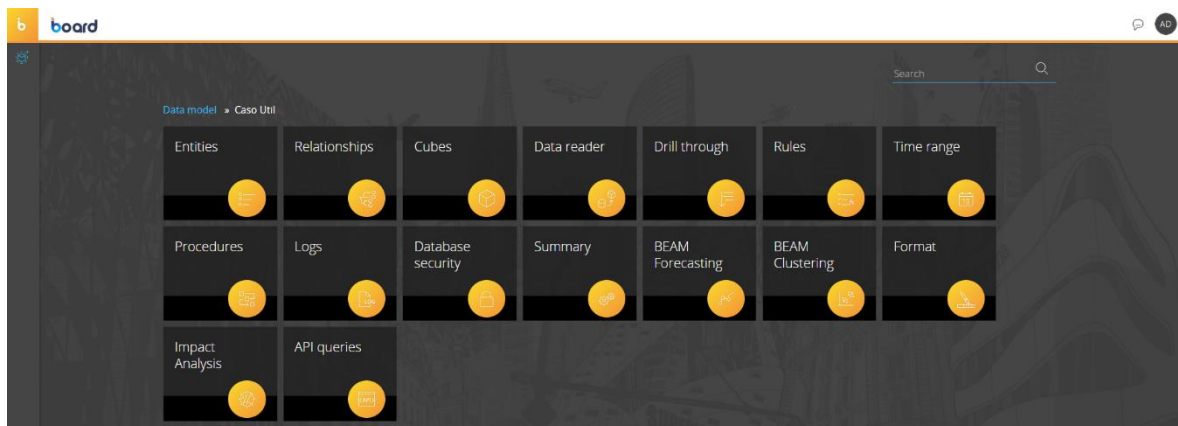 b board AD
Search
Data model » Caso Util
Entities Relationships Cubes Data reader Drill through Rules Time range
Procedures Logs Database security Summary BEAM Forecasting BEAM Clustering Format
Impact Analysis API queries